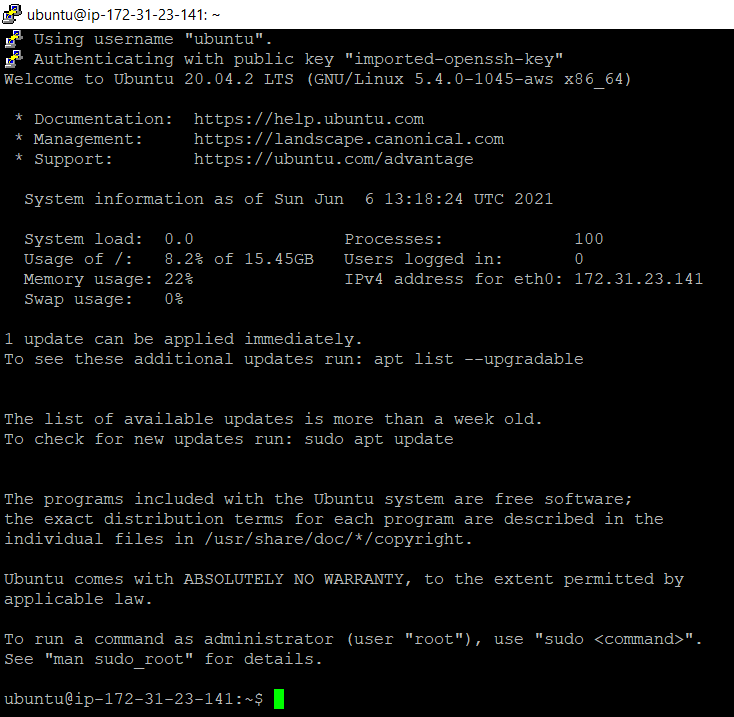 ubuntu@ip-172-31-23-141: ~
Using username "ubuntu".
Authenticating with public key "imported-openssh-key"
Welcome to Ubuntu 20.04.2 LTS (GNU/Linux 5.4.0-1045-aws x86_64)

 * Documentation:  https://help.ubuntu.com
 * Management:     https://landscape.canonical.com
 * Support:        https://ubuntu.com/advantage

  System information as of Sun Jun  6 13:18:24 UTC 2021

  System load:  0.0               Processes:             100
  Usage of /:   8.2% of 15.45GB   Users logged in:       0
  Memory usage: 22%               IPv4 address for eth0: 172.31.23.141
  Swap usage:   0%

1 update can be applied immediately.
To see these additional updates run: apt list --upgradable


The list of available updates is more than a week old.
To check for new updates run: sudo apt update


The programs included with the Ubuntu system are free software;
the exact distribution terms for each program are described in the
individual files in /usr/share/doc/*/copyright.

Ubuntu comes with ABSOLUTELY NO WARRANTY, to the extent permitted by
applicable law.

To run a command as administrator (user "root"), use "sudo <command>".
See "man sudo_root" for details.

ubuntu@ip-172-31-23-141:~$